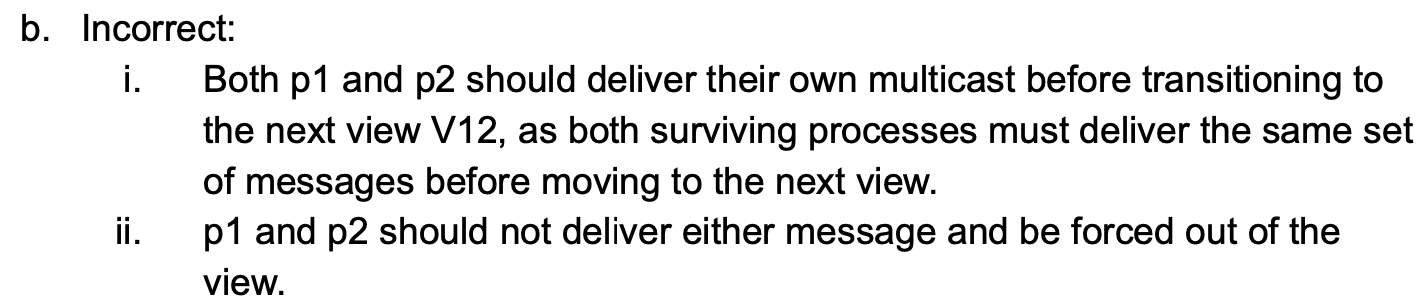 b. Incorrect:
i. Both p1 and p2 should deliver their own multicast before transitioning to
the next view V12, as both surviving processes must deliver the same set
of messages before moving to the next view.
ii. p1 and p2 should not deliver either message and be forced out of the
view.